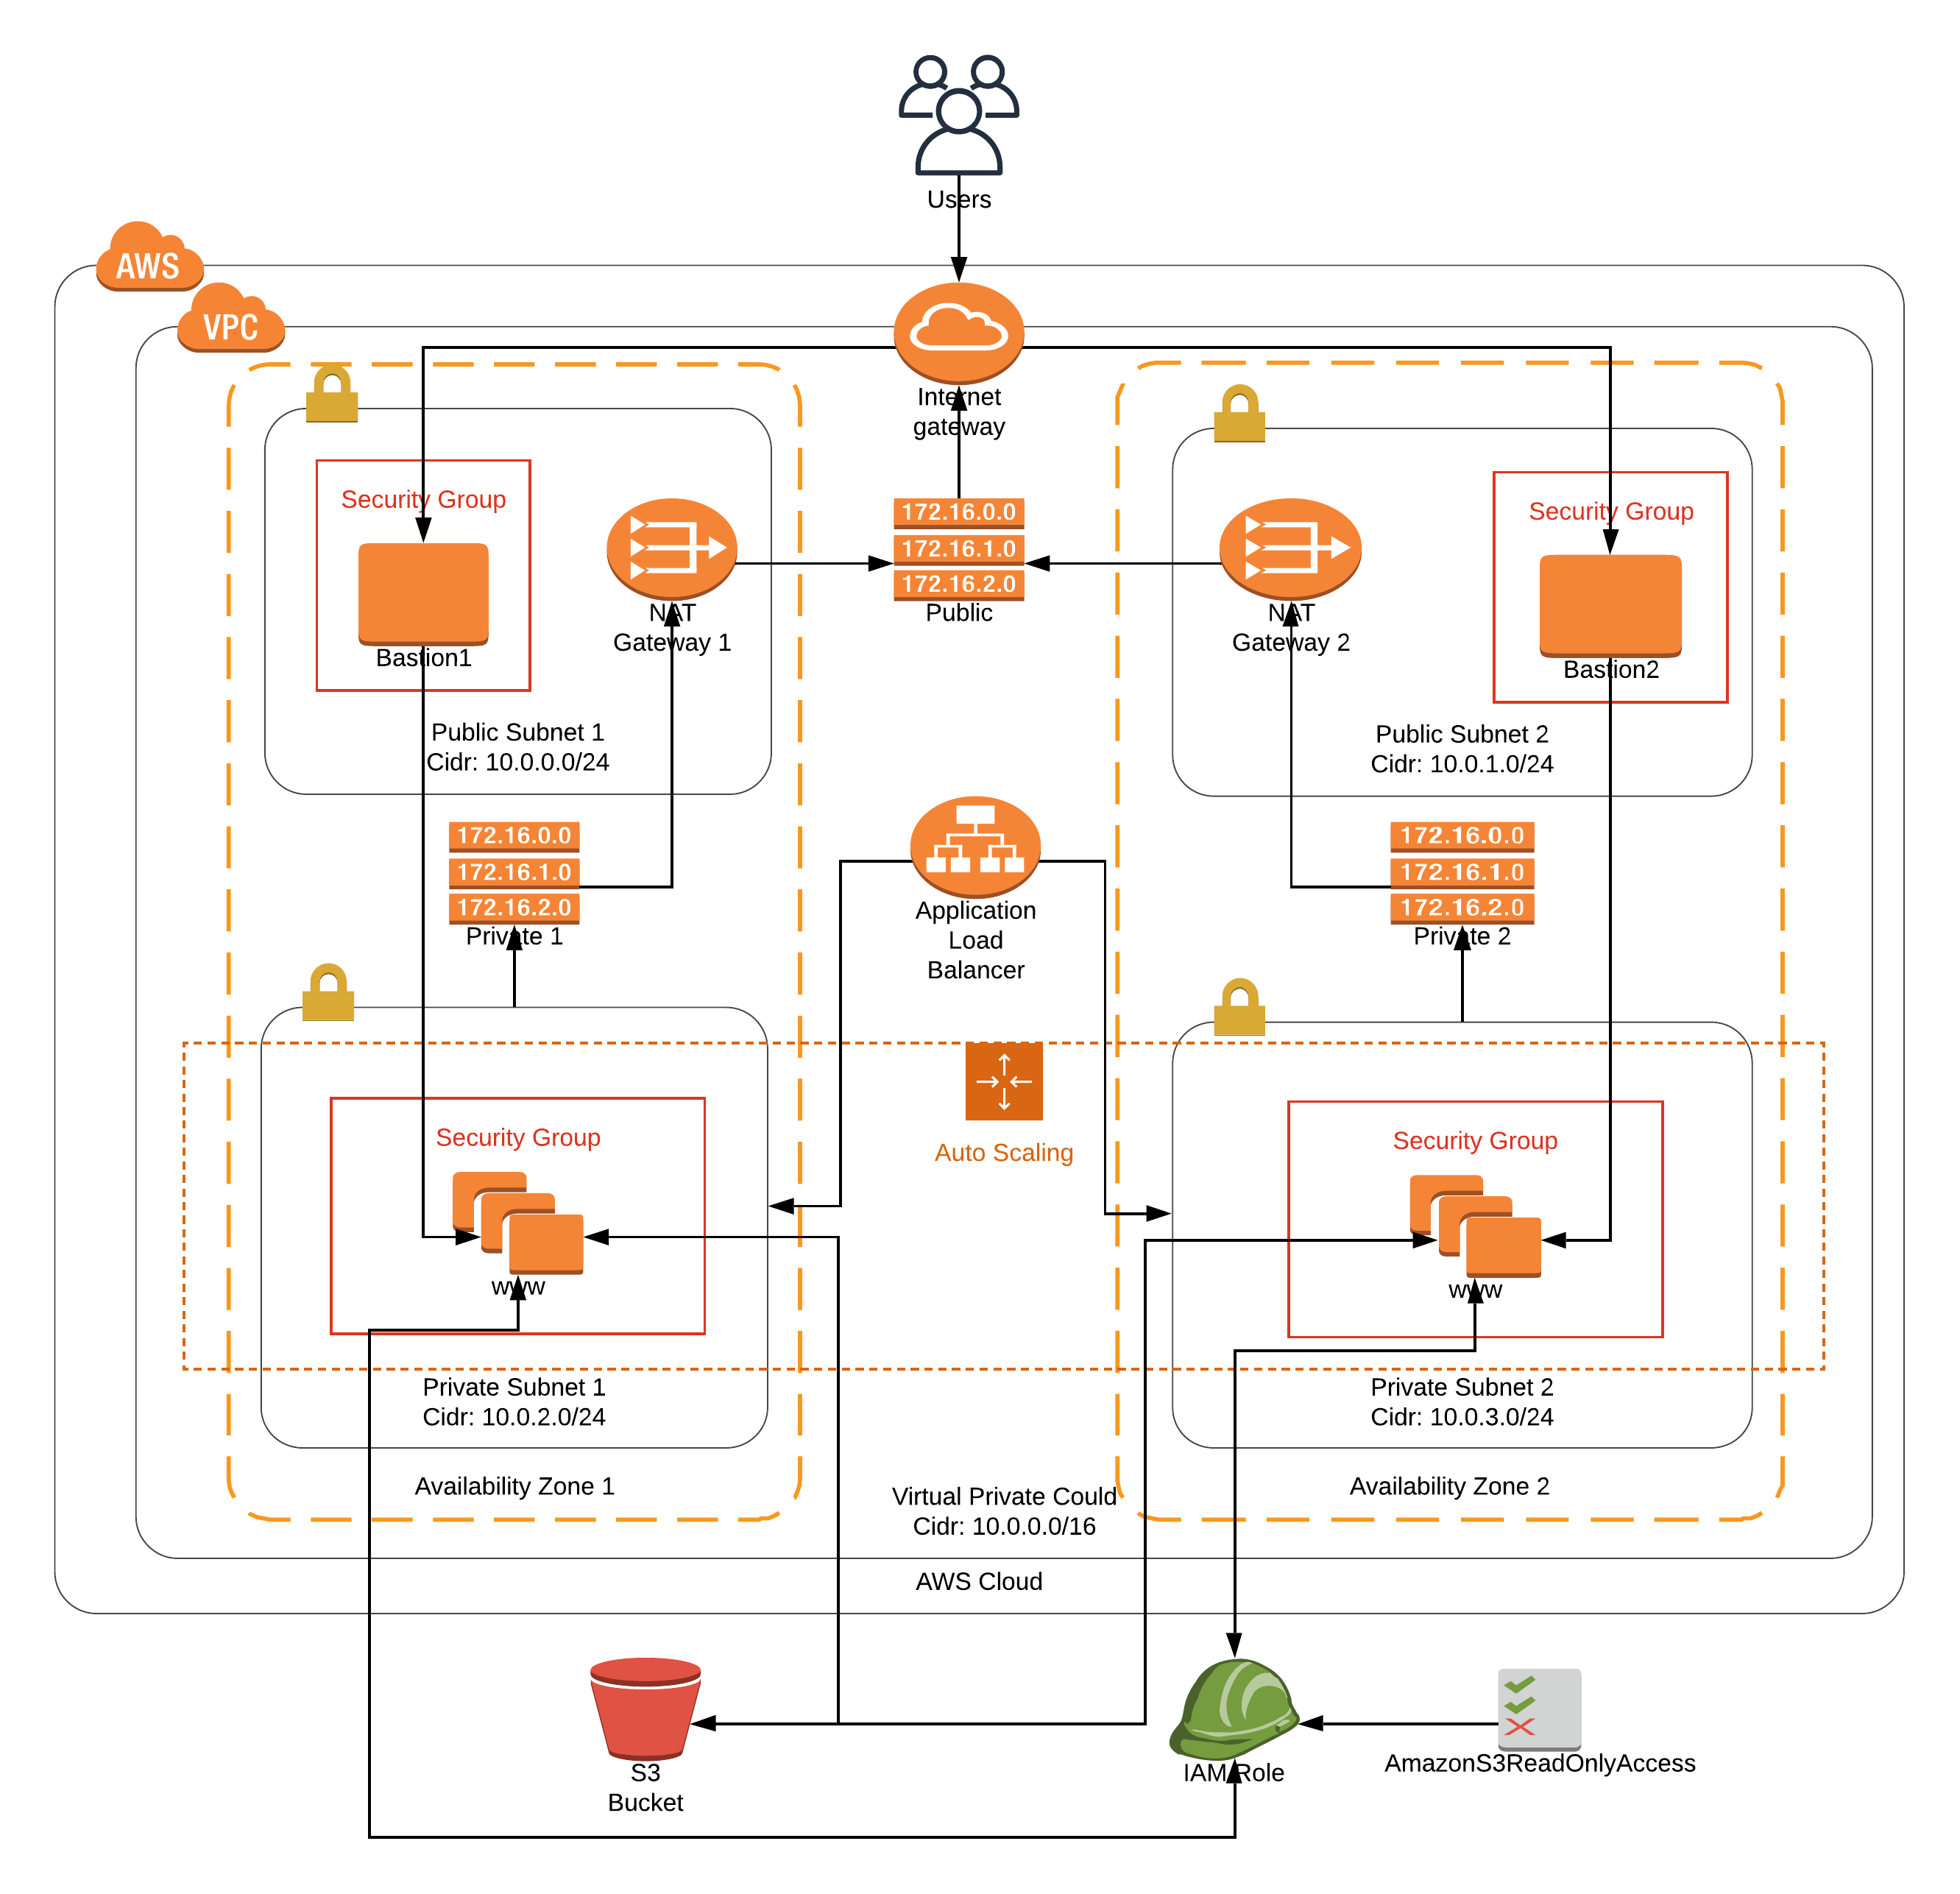 Users
AWS
VPC
Internet
gateway
Security Group
Bastion1
NAT
Gateway 1
172.16.0.0
172.16.1.0
172.16.2.0
Public
NAT
Gateway 2
Security Group
Bastion2
Public Subnet 1
Cidr: 10.0.0.0/24
Public Subnet 2
Cidr: 10.0.1.0/24
172.16.0.0
172.16.1.0
172.16.2.0
Private 1
Application
Load
Balancer
172.16.0.0
172.16.1.0
172.16.2.0
Private 2
Security Group
www
Auto Scaling
Security Group
www
Private Subnet 1
Cidr: 10.0.2.0/24
Private Subnet 2
Cidr: 10.0.3.0/24
Availability Zone 1
Virtual Private Could
Cidr: 10.0.0.0/16
Availability Zone 2
AWS Cloud
S3
Bucket
IAM Role
AmazonS3ReadOnlyAccess